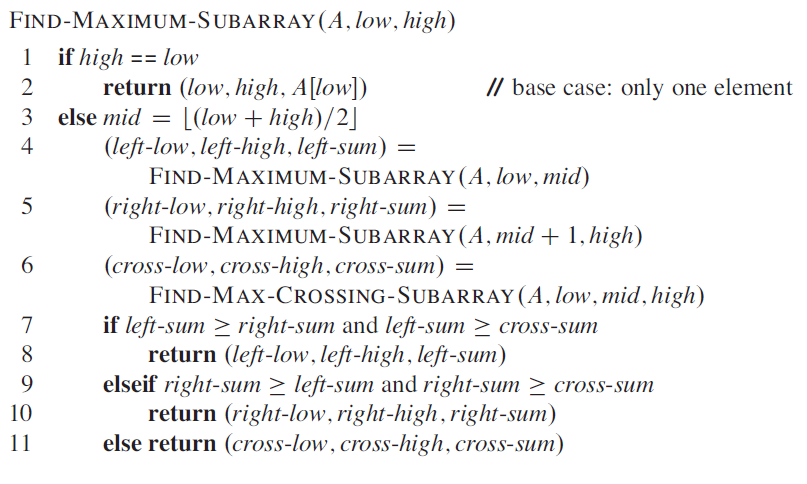 FIND-MAXIMUM-SUBARRAY(A, low, high)
1 if high == low
2 return (low, high, A[low]) // base case: only one element
3 else mid = ⌊(low + high)/2⌋
4 (left-low, left-high, left-sum) =
FIND-MAXIMUM-SUBARRAY(A, low, mid)
5 (right-low, right-high, right-sum) =
FIND-MAXIMUM-SUBARRAY(A, mid + 1, high)
6 (cross-low, cross-high, cross-sum) =
FIND-MAX-CROSSING-SUBARRAY(A, low, mid, high)
7 if left-sum ≥ right-sum and left-sum ≥ cross-sum
8 return (left-low, left-high, left-sum)
9 elseif right-sum ≥ left-sum and right-sum ≥ cross-sum
10 return (right-low, right-high, right-sum)
11 else return (cross-low, cross-high, cross-sum)